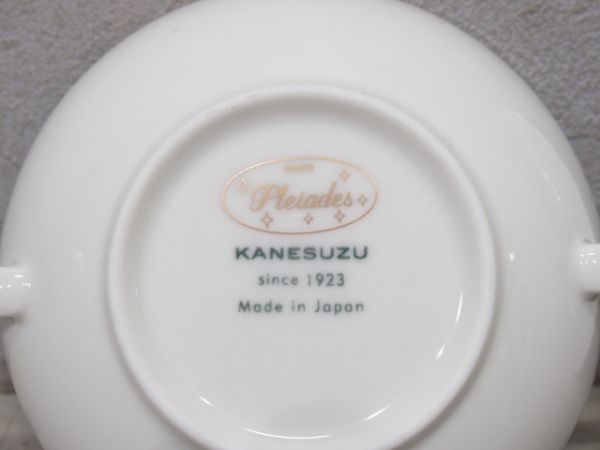 Pleiades
KANESUZU
since 1923
Made in Japan